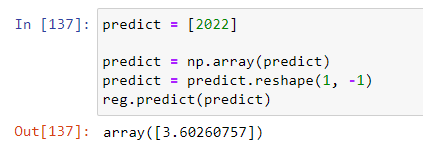 In [137]: predict = [2022]
predict = np.array(predict)
predict = predict.reshape(1, -1)
reg.predict(predict)
Out[137]: array([3.60260757])